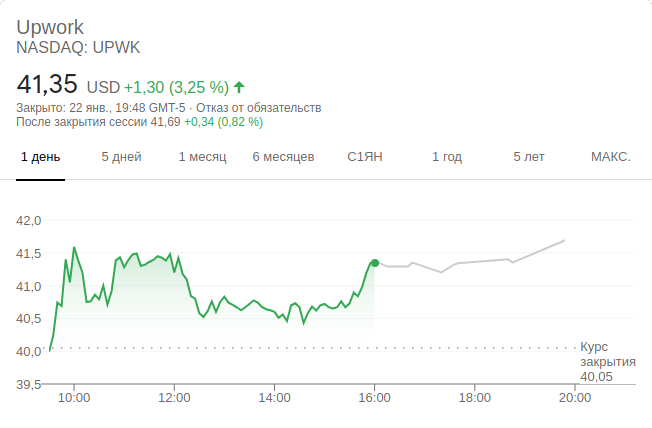 Upwork
NASDAQ: UPWK
41,35 USD +1,30 (3,25 %)
Закрыто: 22 янв., 19:48 GMT-5 · Отказ от обязательств
После закрытия сессии 41,69 +0,34 (0,82 %)
1 день 5 дней 1 месяц 6 месяцев С1ЯН 1 год 5 лет МАКС.
42,0
41,5
41,0
40,5
40,0
39,5
Курс
закрытия
40,05
10:00 12:00 14:00 16:00 18:00 20:00